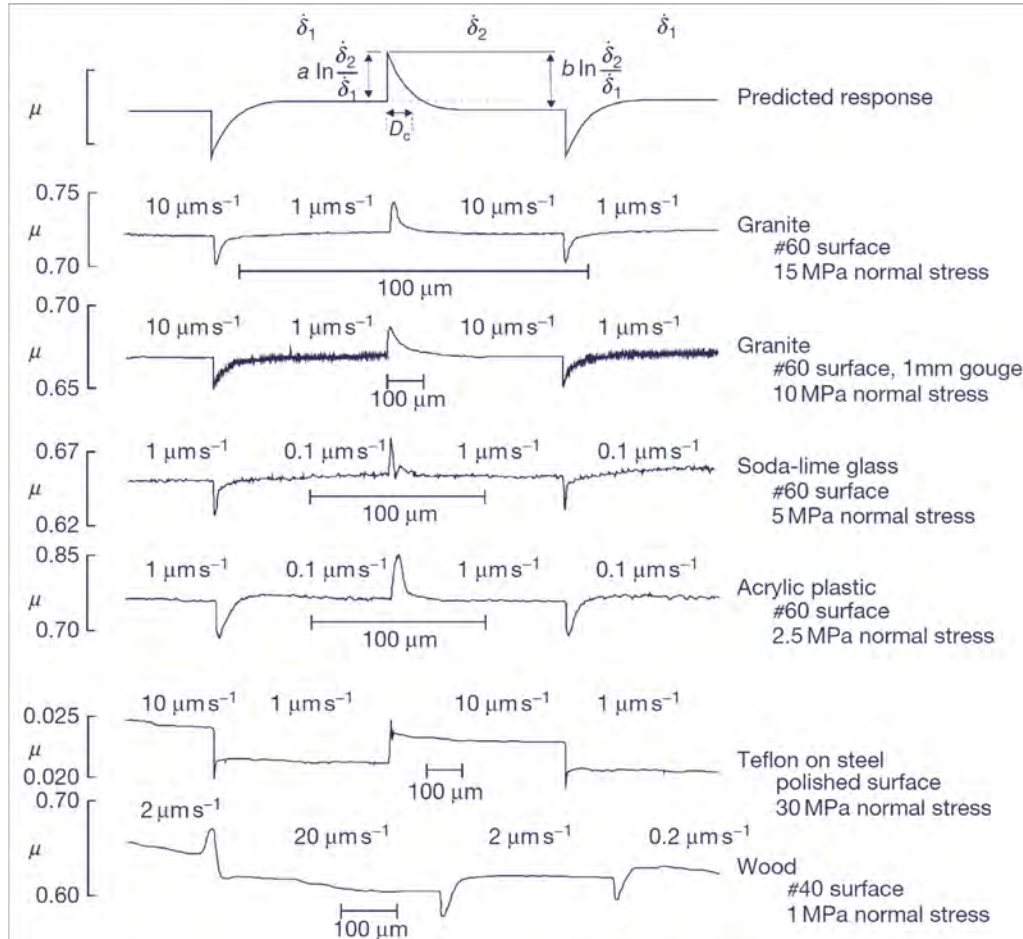 δ̇₁ δ̇₂ δ̇₁
a ln δ̇₂/δ̇₁ b ln δ̇₂/δ̇₁
D_c
μ
Predicted response
0.75
μ
0.70
10 μm s⁻¹ 1 μm s⁻¹ 10 μm s⁻¹ 1 μm s⁻¹
100 μm
Granite
#60 surface
15 MPa normal stress
0.70
μ
0.65
10 μm s⁻¹ 1 μm s⁻¹ 10 μm s⁻¹ 1 μm s⁻¹
100 μm
Granite
#60 surface, 1mm gouge
10 MPa normal stress
0.67
μ
0.62
1 μm s⁻¹ 0.1 μm s⁻¹ 1 μm s⁻¹ 0.1 μm s⁻¹
100 μm
Soda-lime glass
#60 surface
5 MPa normal stress
0.85
μ
0.70
1 μm s⁻¹ 0.1 μm s⁻¹ 1 μm s⁻¹ 0.1 μm s⁻¹
100 μm
Acrylic plastic
#60 surface
2.5 MPa normal stress
0.025
μ
0.020
10 μm s⁻¹ 1 μm s⁻¹ 10 μm s⁻¹ 1 μm s⁻¹
100 μm
Teflon on steel
polished surface
30 MPa normal stress
0.70
μ
0.60
2 μm s⁻¹ 20 μm s⁻¹ 2 μm s⁻¹ 0.2 μm s⁻¹
100 μm
Wood
#40 surface
1 MPa normal stress